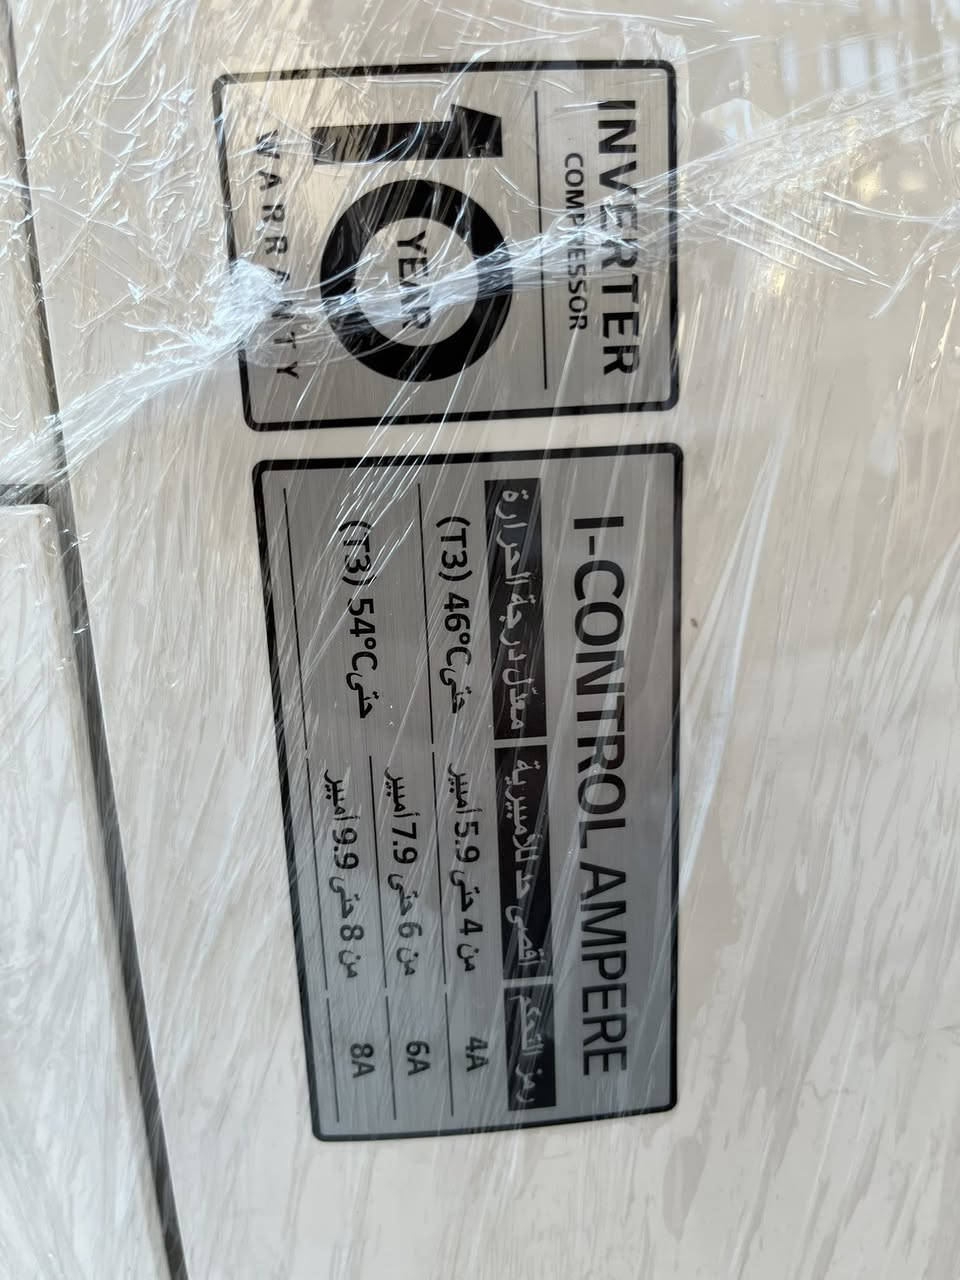 INVERTER
COMPRESSOR
10
YEAR
WARRANTY
I-CONTROL AMPERE
رمز التحكم أقصى حد للأمبيرية معدّل درجة الحرارة
4A من 4 حتى 5.9 أمبير حتى 46°C (T3)
6A من 6 حتى 7.9 أمبير حتى 54°C (T3)
8A من 8 حتى 9.9 أمبير